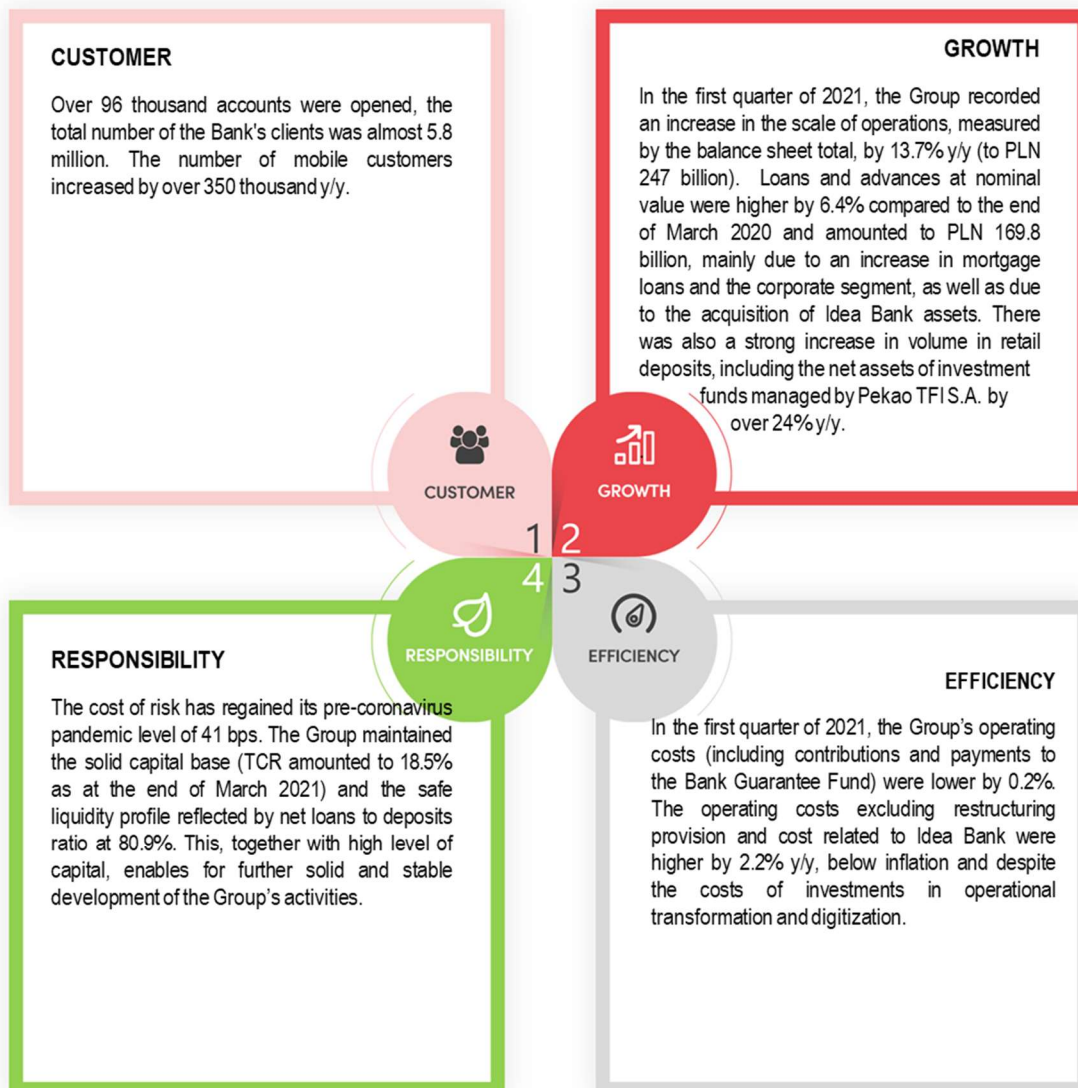 CUSTOMER
Over 96 thousand accounts were opened, the
total number of the Bank's clients was almost 5.8
million. The number of mobile customers
increased by over 350 thousand y/y.
GROWTH
In the first quarter of 2021, the Group recorded
an increase in the scale of operations, measured
by the balance sheet total, by 13.7% y/y (to PLN
247 billion). Loans and advances at nominal
value were higher by 6.4% compared to the end
of March 2020 and amounted to PLN 169.8
billion, mainly due to an increase in mortgage
loans and the corporate segment, as well as due
to the acquisition of Idea Bank assets. There
was also a strong increase in volume in retail
deposits, including the net assets of investment
funds managed by Pekao TFI S.A. by
over 24% y/y.
CUSTOMER
GROWTH
1 2
4 3
RESPONSIBILITY
EFFICIENCY
RESPONSIBILITY
The cost of risk has regained its pre-coronavirus
pandemic level of 41 bps. The Group maintained
the solid capital base (TCR amounted to 18.5%
as at the end of March 2021) and the safe
liquidity profile reflected by net loans to deposits
ratio at 80.9%. This, together with high level of
capital, enables for further solid and stable
development of the Group's activities.
EFFICIENCY
In the first quarter of 2021, the Group's operating
costs (including contributions and payments to
the Bank Guarantee Fund) were lower by 0.2%.
The operating costs excluding restructuring
provision and cost related to Idea Bank were
higher by 2.2% y/y, below inflation and despite
the costs of investments in operational
transformation and digitization.